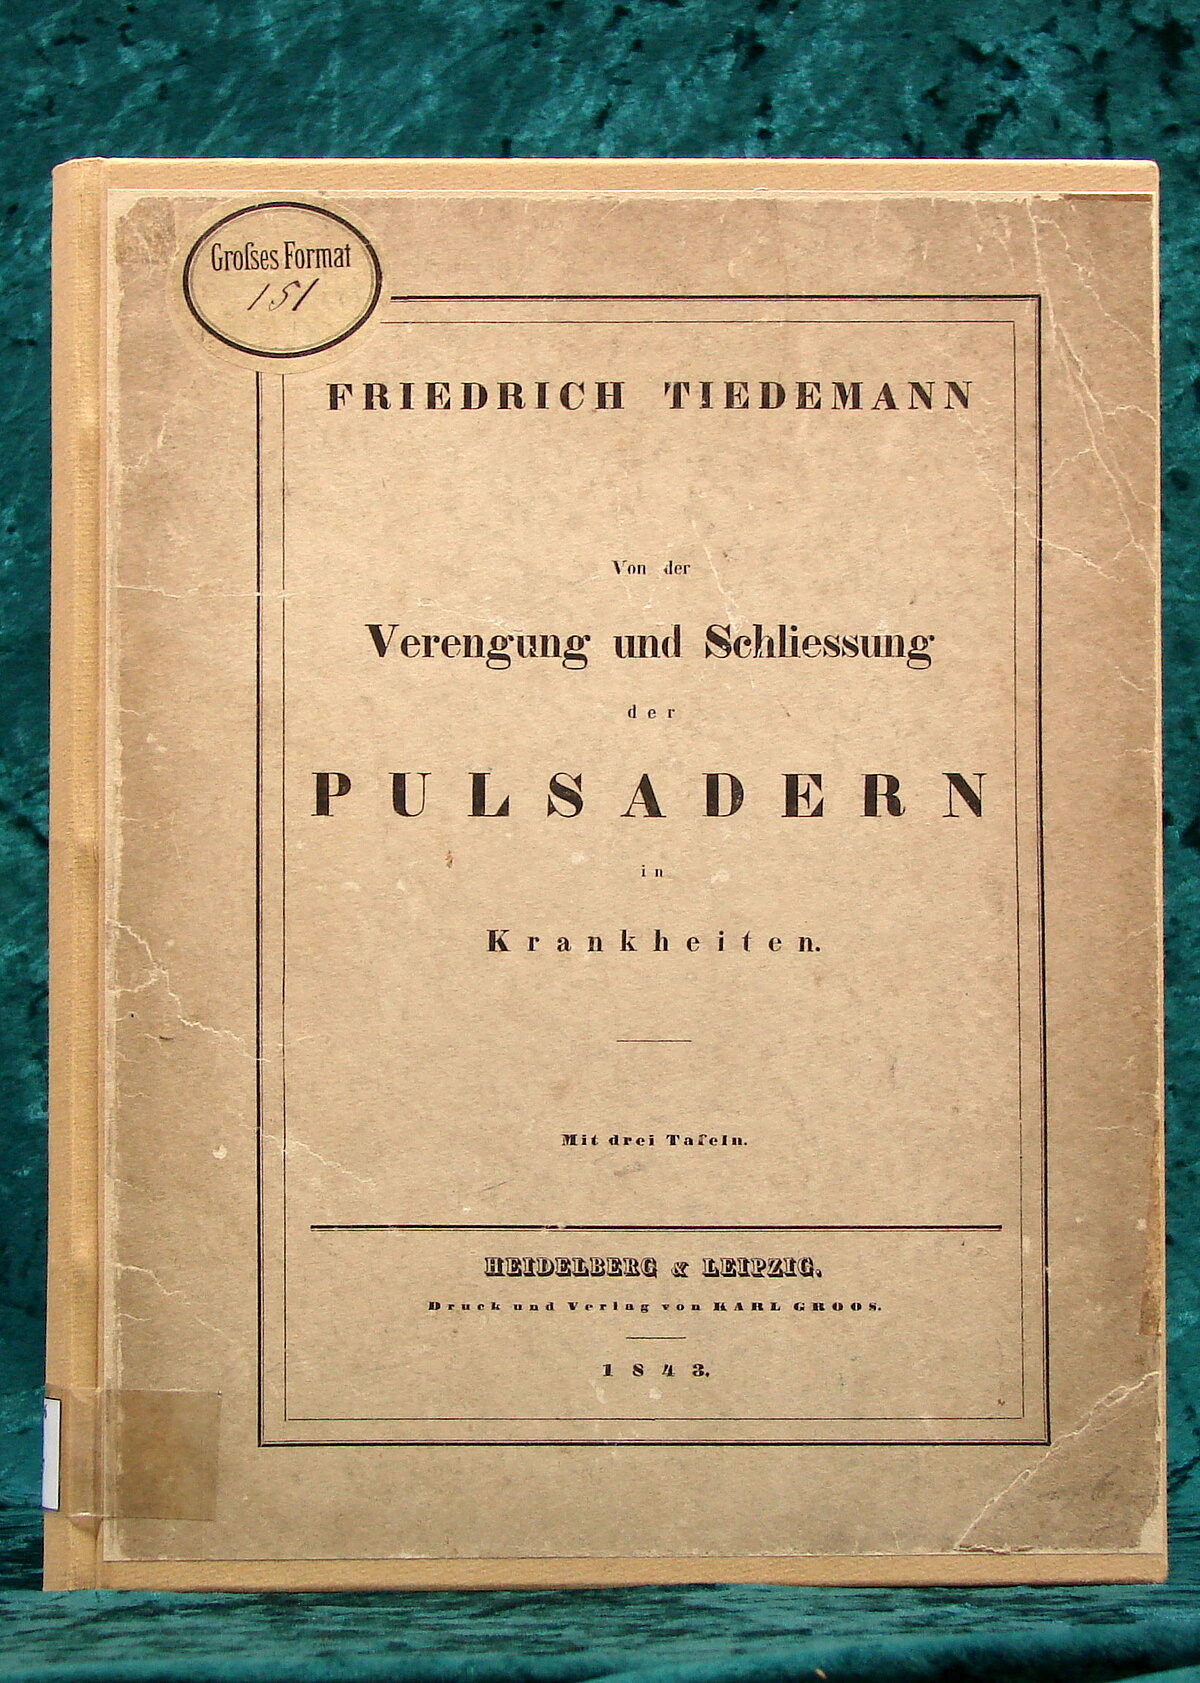 Groſses Format
151
FRIEDRICH TIEDEMANN
Von der
Verengung und Schliessung
der
PULSADERN
in
Krankheiten.
Mit drei Tafeln.
HEIDELBERG & LEIPZIG.
Druck und Verlag von KARL GROOS.
1843.